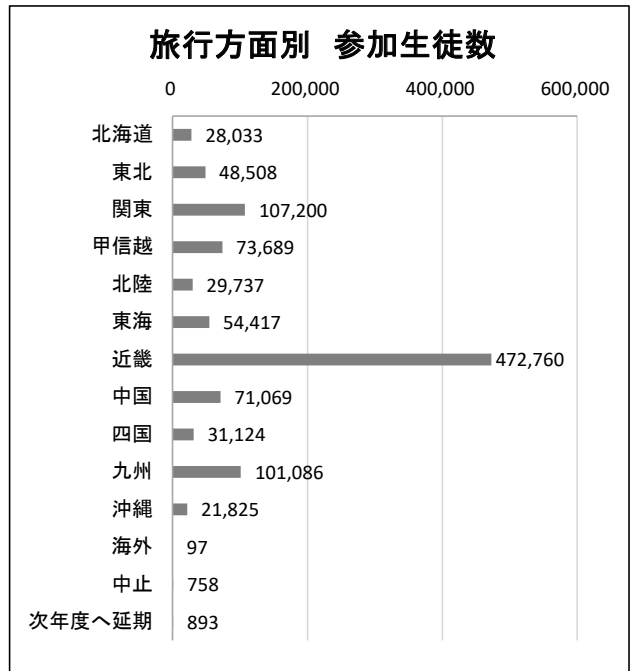 旅行方面別　参加生徒数
0 200,000 400,000 600,000
北海道 28,033
東北 48,508
関東 107,200
甲信越 73,689
北陸 29,737
東海 54,417
近畿 472,760
中国 71,069
四国 31,124
九州 101,086
沖縄 21,825
海外 97
中止 758
次年度へ延期 893